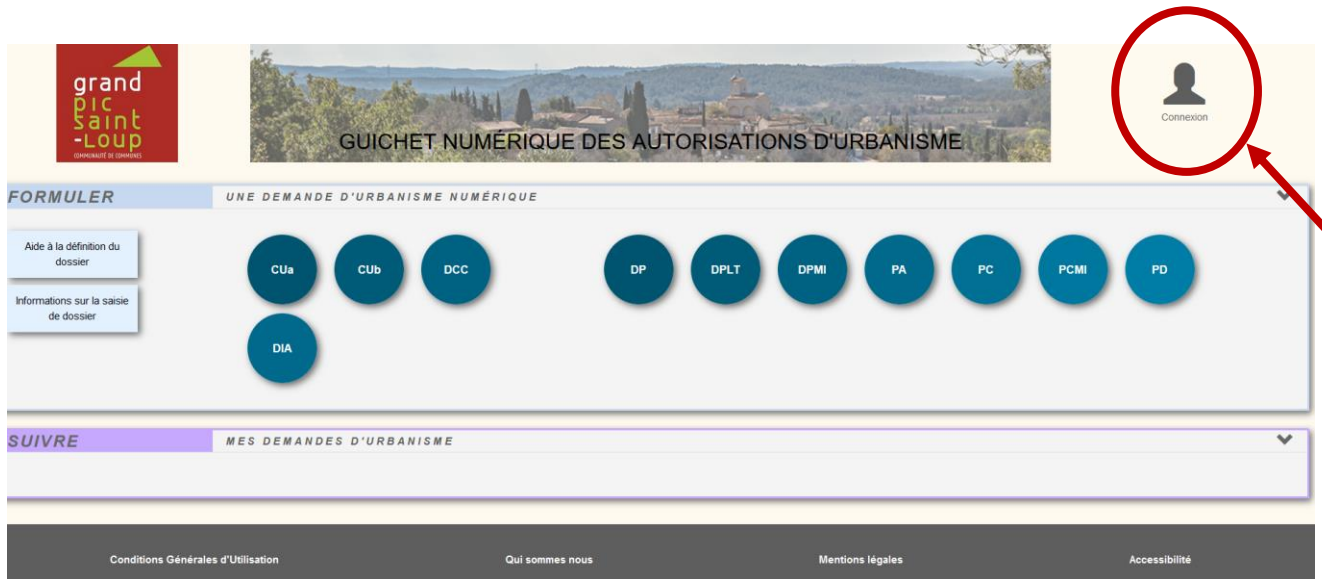 grand
pic
saint
-Loup
COMMUNAUTÉ DE COMMUNES
GUICHET NUMÉRIQUE DES AUTORISATIONS D'URBANISME
Connexion
FORMULER
UNE DEMANDE D'URBANISME NUMÉRIQUE
Aide à la définition du
dossier
Informations sur la saisie
de dossier
CUa
CUb
DCC
DP
DPLT
DPMI
PA
PC
PCMI
PD
DIA
SUIVRE
MES DEMANDES D'URBANISME
Conditions Générales d'Utilisation
Qui sommes nous
Mentions légales
Accessibilité